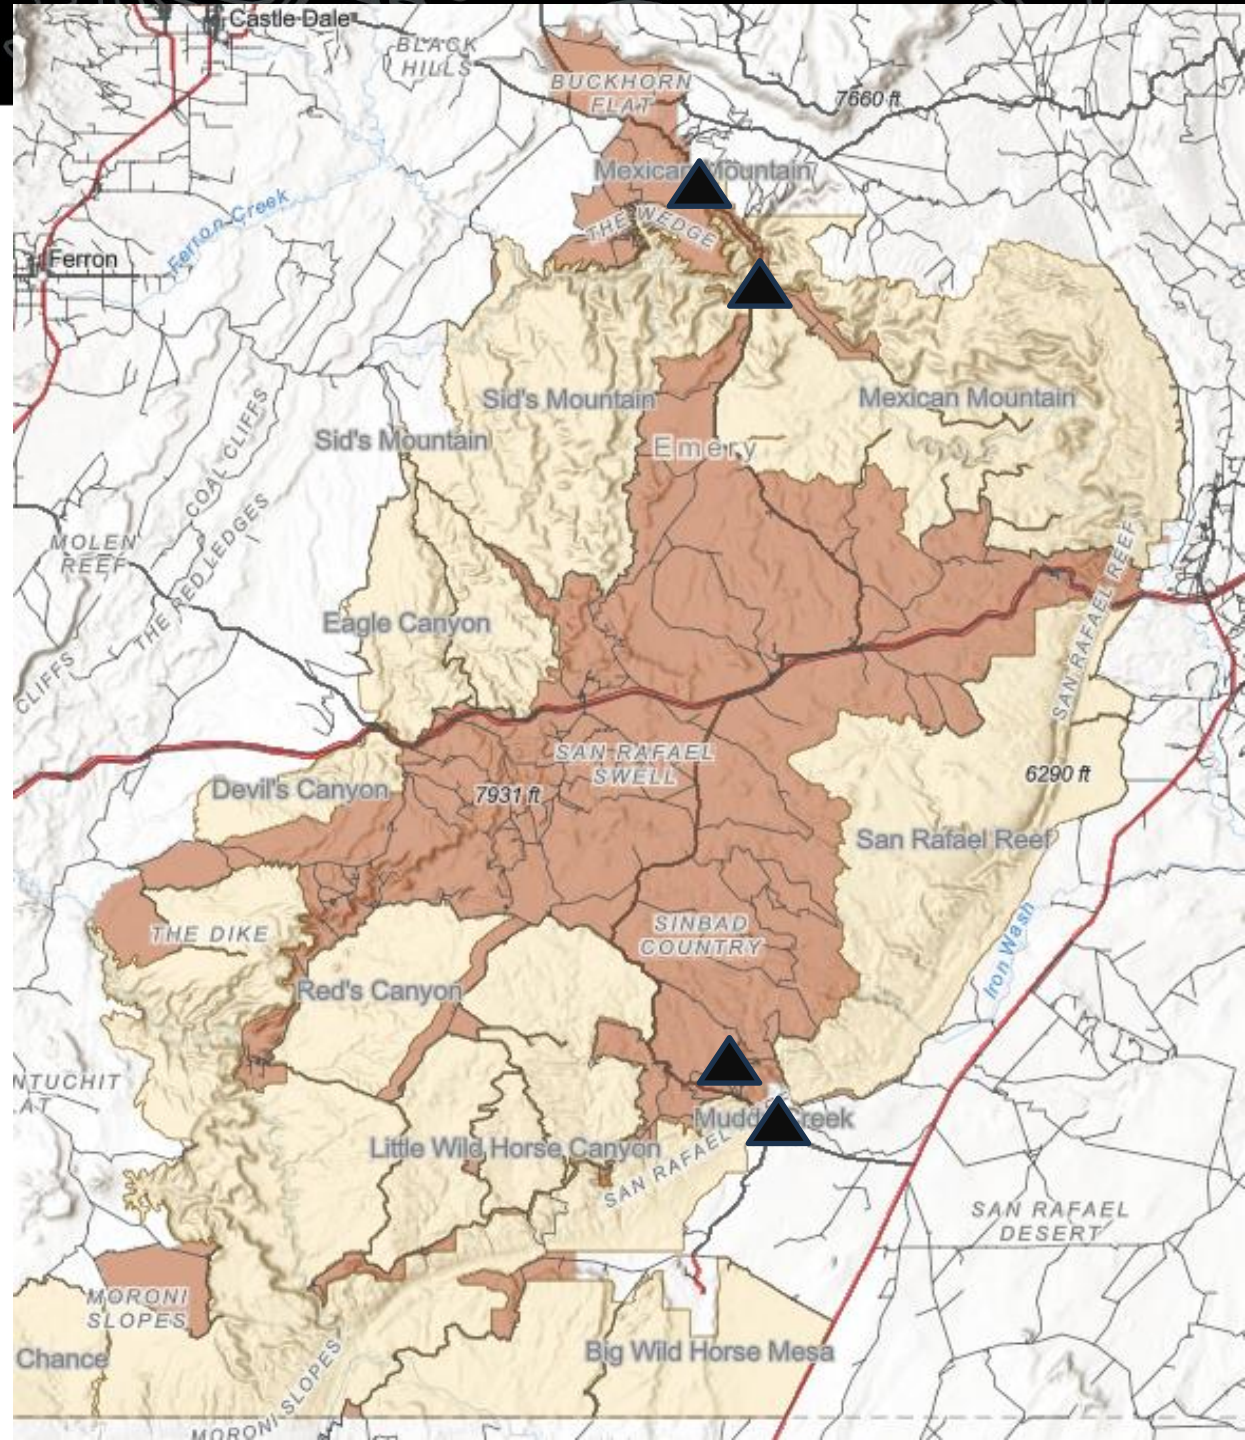 Castle Dale
BLACK
HILLS
BUCKHORN
FLAT
7660 ft
Mexican Mountain
THE WEDGE
Ferron Creek
Ferron
Sid's Mountain
Mexican Mountain
Sid's Mountain
Emery
COAL CLIFFS
THE RED LEDGES
MOLEN
REEF
CLIFFS
Eagle Canyon
SAN RAFAEL REEF
SAN RAFAEL
SWELL
6290 ft
Devil's Canyon
7931 ft
San Rafael Reef
THE DIKE
SINBAD
COUNTRY
Iron Wash
Red's Canyon
NTUCHIT
AT
Muddy Creek
Little Wild Horse Canyon
SAN RAFAEL
SAN RAFAEL
DESERT
MORONI
SLOPES
Chance
Big Wild Horse Mesa
MORONI SLOPES